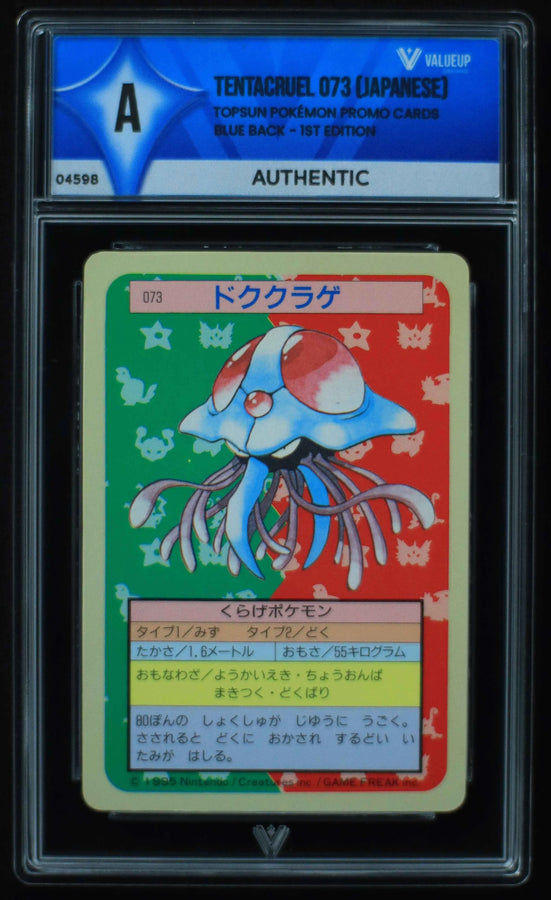 VALUEUP
TENTACRUEL 073 (JAPANESE)
TOPSUN POKÉMON PROMO CARDS
BLUE BACK - 1ST EDITION
A
04598
AUTHENTIC
073 ドククラゲ
くらげポケモン
タイプ1/みず タイプ2/どく
たかさ/1.6メートル おもさ/55キログラム
おもなわざ/ようかいえき・ちょうおんぱ
まきつく・どくばり
80ぽんの しょくしゅが じゆうに うごく。
さされると どくに おかされ するどい い
たみが はしる。
© 1995 Nintendo/Creatures inc./GAME FREAK inc.